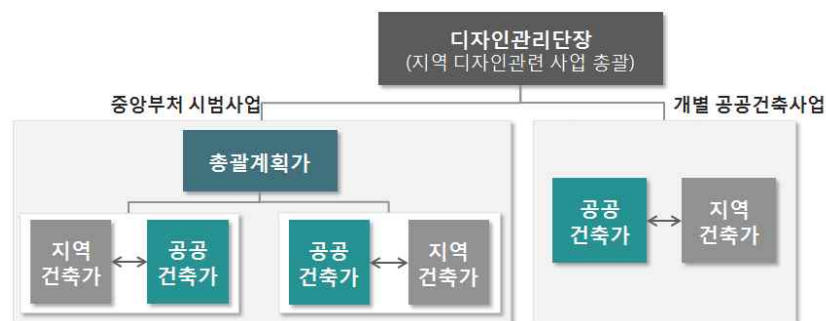 디자인관리단장
(지역 디자인관련 사업 총괄)
중앙부처 시범사업
개별 공공건축사업
총괄계획가
지역
건축가
공공
건축가
공공
건축가
지역
건축가
공공
건축가
지역
건축가